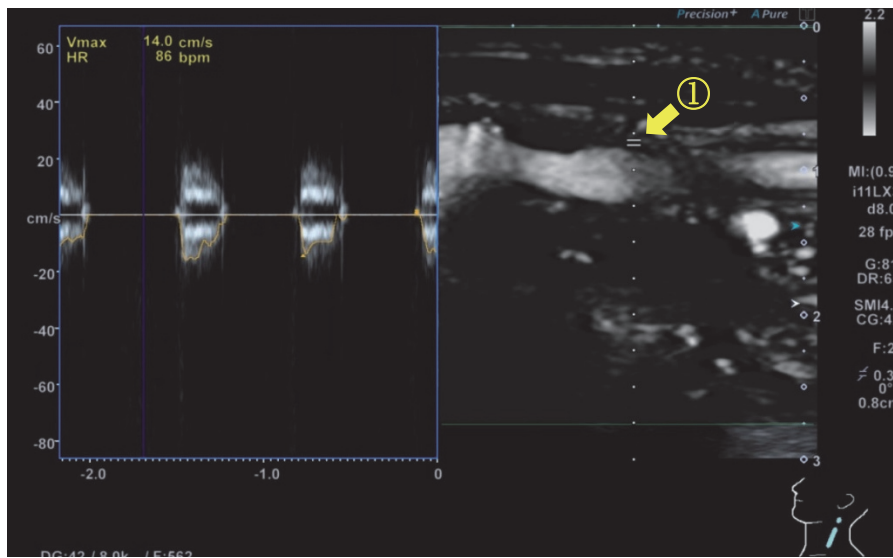 Precision+ A Pure
2.2
Vmax 14.0 cm/s
HR 86 bpm
60
40
20
cm/s
-20
-40
-60
-80
-2.0
-1.0
0
①
0
1
2
3
MI:(0.9
i11LX
d8.0
28 fp
G:8
DR:6
SMI4.
CG:4
F:2
0.3
0°
0.8cm
DG:42 / 8.0k / F:562